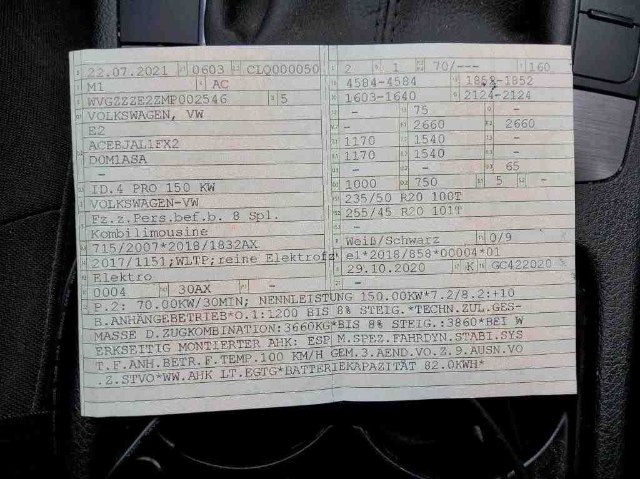 22.07.2021 0603 CLQ000050 2 1 70/--- 160
M1 AC 4584-4584 1868-1852
WVGZZZE2ZMP002546 5 1603-1640 2124-2124
VOLKSWAGEN, VW - 75 -
E2 - 2660 2660
ACEBJAL1FX2 1170 1540 -
D0M1ASA 1170 1540 -
- - - 65
ID.4 PRO 150 KW 1000 750 5 -
VOLKSWAGEN-VW 235/50 R20 100T
Fz.z.Pers.bef.b. 8 Spl. 255/45 R20 101T
Kombilimousine -
715/2007*2018/1832AX Weiß/Schwarz 0/9
2017/1151;WLTP;reine Elektrofz e1*2018/858*00004*01
Elektro 29.10.2020 K GC422020
0004 30AX - -
P.2: 70.00KW/30MIN; NENNLEISTUNG 150.00KW*7.2/8.2:+10
B.ANHÄNGEBETRIEB*O.1:1200 BIS 8% STEIG.*TECHN.ZUL.GES-
MASSE D.ZUGKOMBINATION:3660KG*BIS 8% STEIG.:3860*BEI W
ERKSEITIG MONTIERTER AHK: ESP M.SPEZ.FAHRDYN.STABI.SYS
T.F.ANH.BETR.F.TEMP.100 KM/H GEM.3.AEND.VO.Z.9.AUSN.VO
.Z.STVO*WW.AHK LT.EGTG*BATTERIEKAPAZITÄT 82.0KWH*